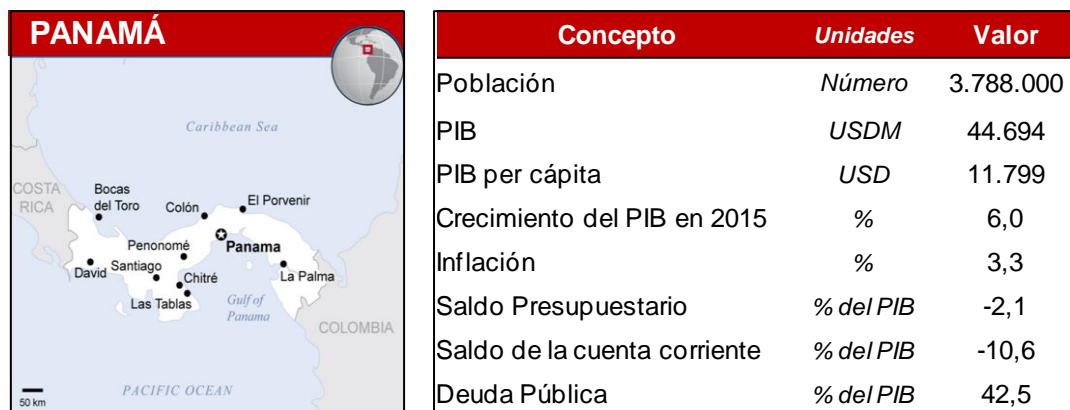 PANAMÁ
Caribbean Sea
COSTA
RICA
Bocas
del Toro
Colón
El Porvenir
Penonomé
Panama
David
Santiago
Chitré
La Palma
Las Tablas
Gulf of
Panama
COLOMBIA
PACIFIC OCEAN
50 km
Concepto Unidades Valor
Población Número 3.788.000
PIB USDM 44.694
PIB per cápita USD 11.799
Crecimiento del PIB en 2015 % 6,0
Inflación % 3,3
Saldo Presupuestario % del PIB -2,1
Saldo de la cuenta corriente % del PIB -10,6
Deuda Pública % del PIB 42,5